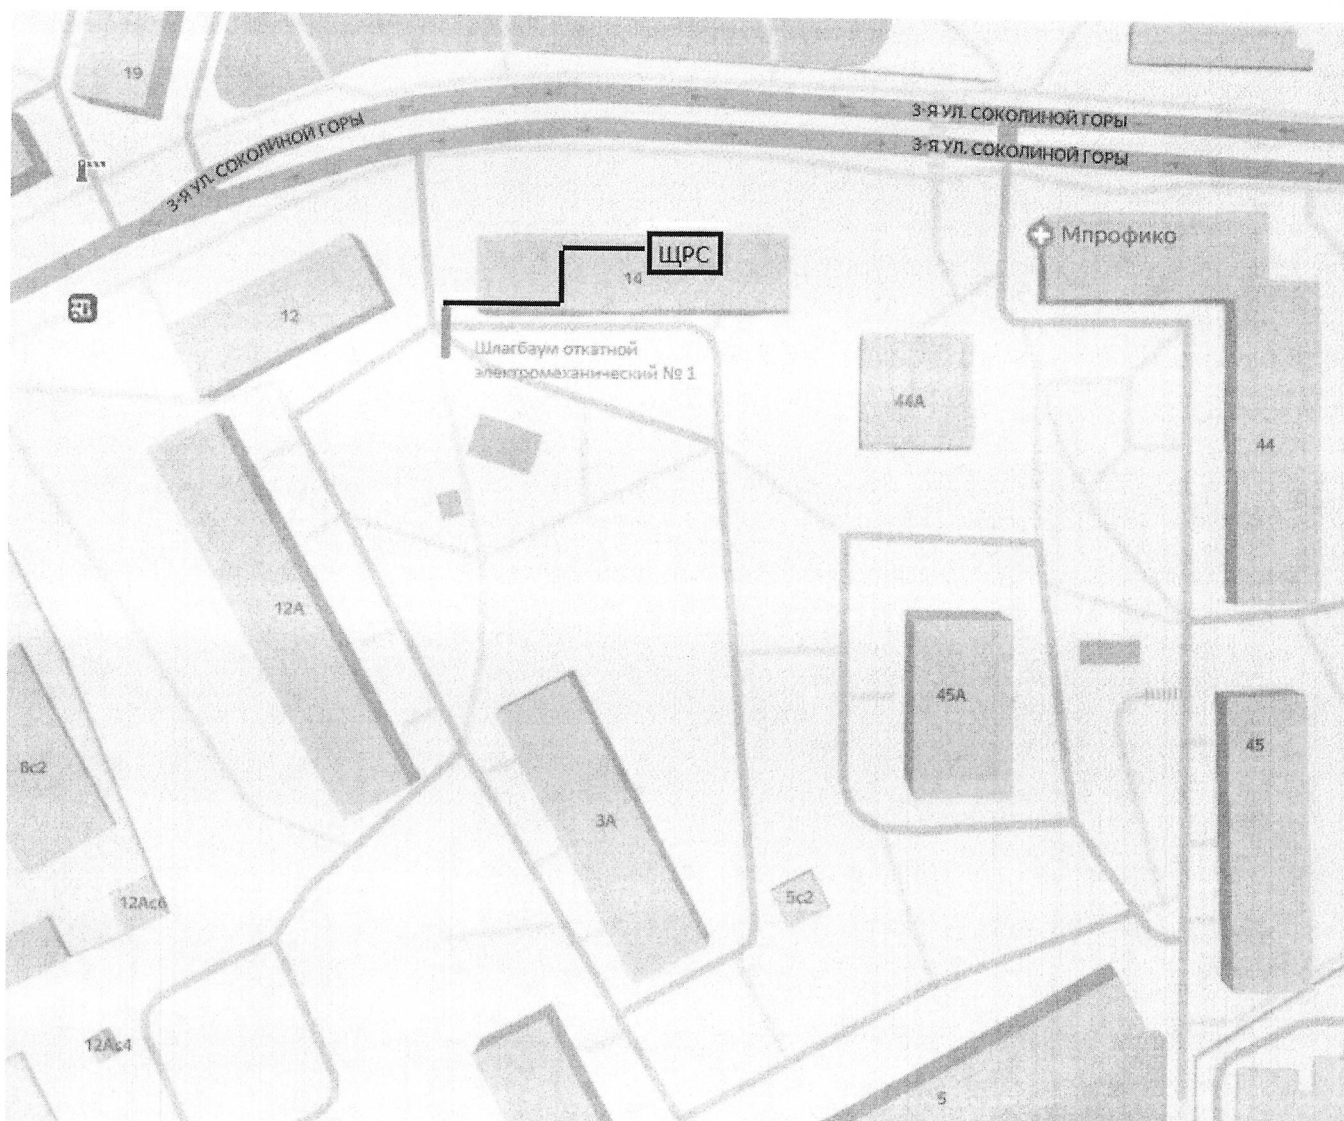 19
3-Я УЛ. СОКОЛИНОЙ ГОРЫ
3-Я УЛ. СОКОЛИНОЙ ГОРЫ
3-Я УЛ. СОКОЛИНОЙ ГОРЫ
Мпрофико
ЩРС
14
12
Шлагбаум откатной
электромеханический № 1
44А
44
12А
45А
45
8с2
3А
5с2
12Ас6
12Ас4
5